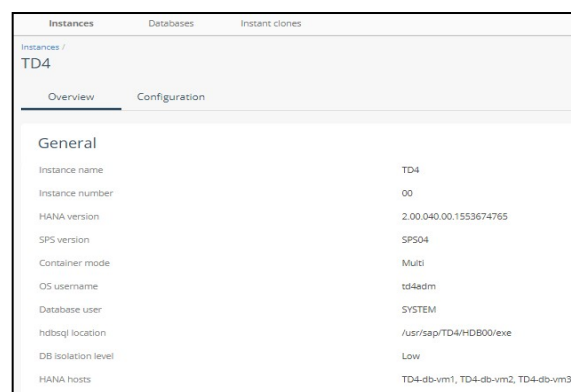 Instances Databases Instant clones
Instances /
TD4
Overview Configuration
General
Instance name TD4
Instance number 00
HANA version 2.00.040.00.1553674765
SPS version SPS04
Container mode Multi
OS username td4adm
Database user SYSTEM
hdbsql location /usr/sap/TD4/HDB00/exe
DB isolation level Low
HANA hosts TD4-db-vm1, TD4-db-vm2, TD4-db-vm3